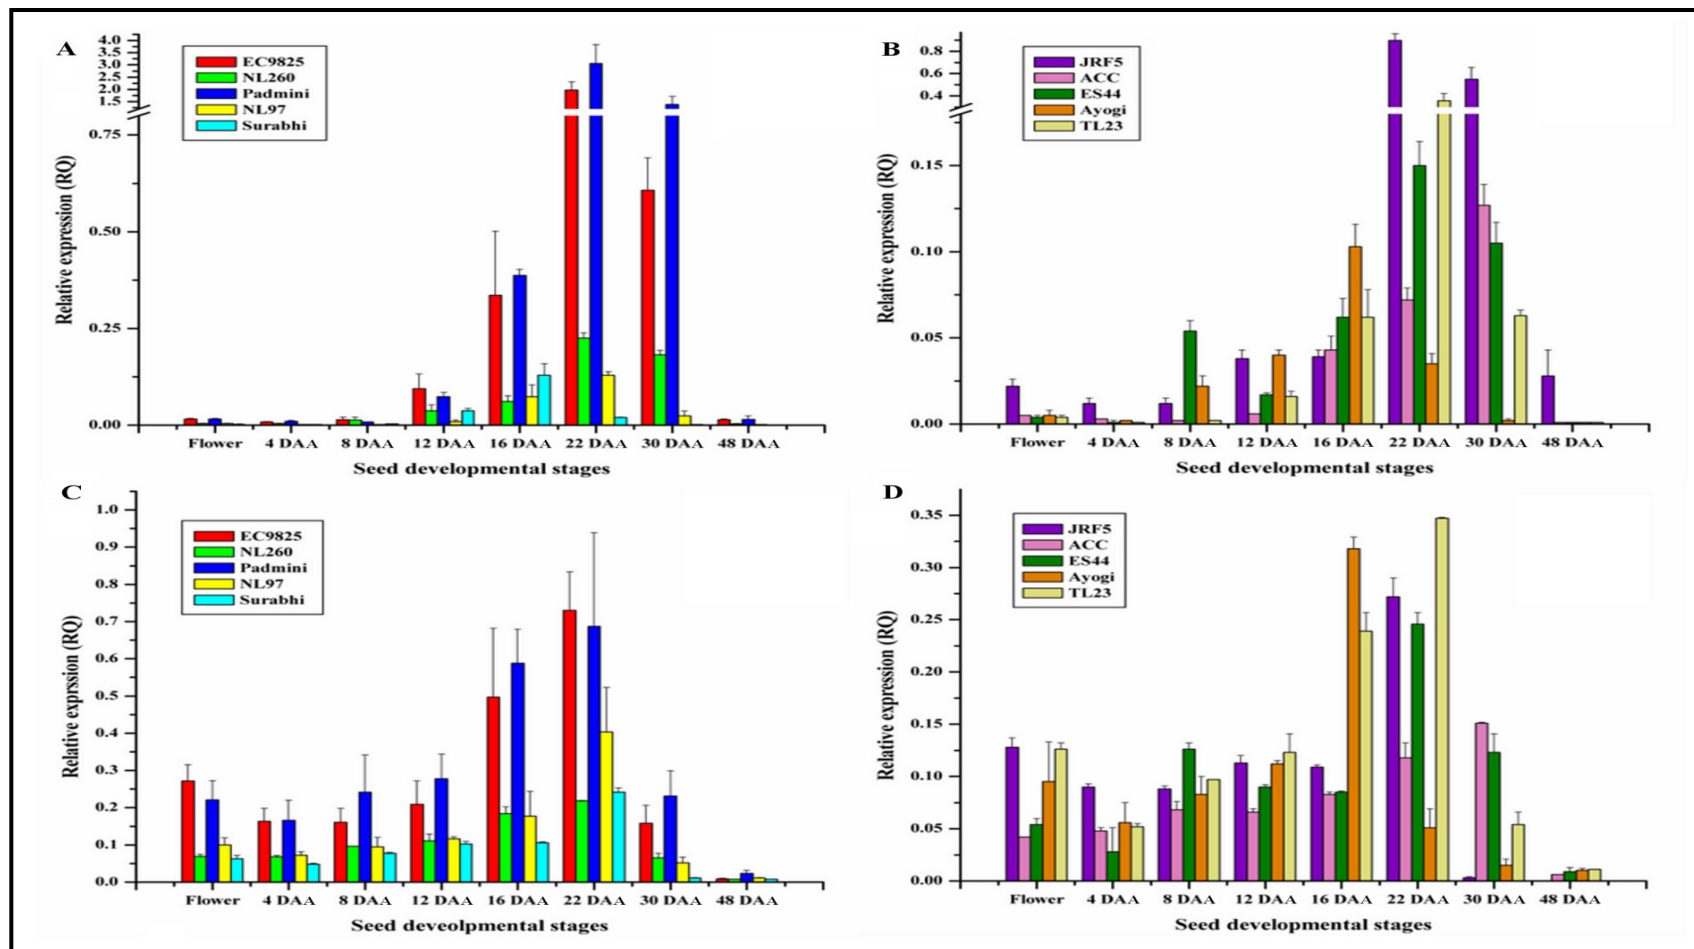 A
4.0
3.0
2.0
1.5
0.75
0.50
0.25
0.00
Relative expression (RQ)
EC9825
NL260
Padmini
NL97
Surabhi
Flower 4 DAA 8 DAA 12 DAA 16 DAA 22 DAA 30 DAA 48 DAA
Seed developmental stages
B
0.8
0.6
0.4
0.15
0.10
0.05
0.00
Relative expression (RQ)
JRF5
ACC
ES44
Ayogi
TL23
Flower 4 DAA 8 DAA 12 DAA 16 DAA 22 DAA 30 DAA 48 DAA
Seed developmental stages
C
1.0
0.9
0.8
0.7
0.6
0.5
0.4
0.3
0.2
0.1
0.0
Relative exprssion (RQ)
EC9825
NL260
Padmini
NL97
Surabhi
Flower 4 DAA 8 DAA 12 DAA 16 DAA 22 DAA 30 DAA 48 DAA
Seed deveolpmental stages
D
0.35
0.30
0.25
0.20
0.15
0.10
0.05
0.00
Relative expression (RQ)
JRF5
ACC
ES44
Ayogi
TL23
Flower 4 DAA 8 DAA 12 DAA 16 DAA 22 DAA 30 DAA 48 DAA
Seed developmental stages